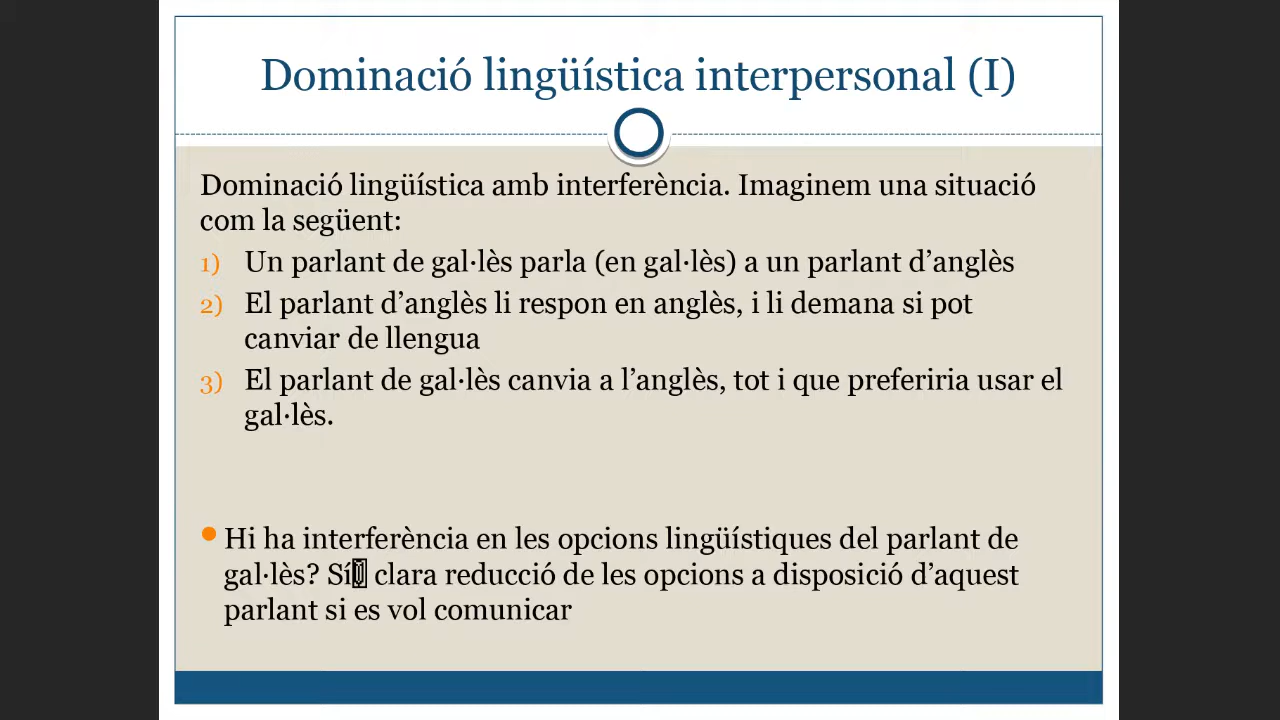 Dominació lingüística interpersonal (I)
Dominació lingüística amb interferència. Imaginem una situació
com la següent:
1) Un parlant de gal·lès parla (en gal·lès) a un parlant d’anglès
2) El parlant d’anglès li respon en anglès, i li demana si pot
canviar de llengua
3) El parlant de gal·lès canvia a l’anglès, tot i que preferiria usar el
gal·lès.
Hi ha interferència en les opcions lingüístiques del parlant de
gal·lès? Sí clara reducció de les opcions a disposició d’aquest
parlant si es vol comunicar